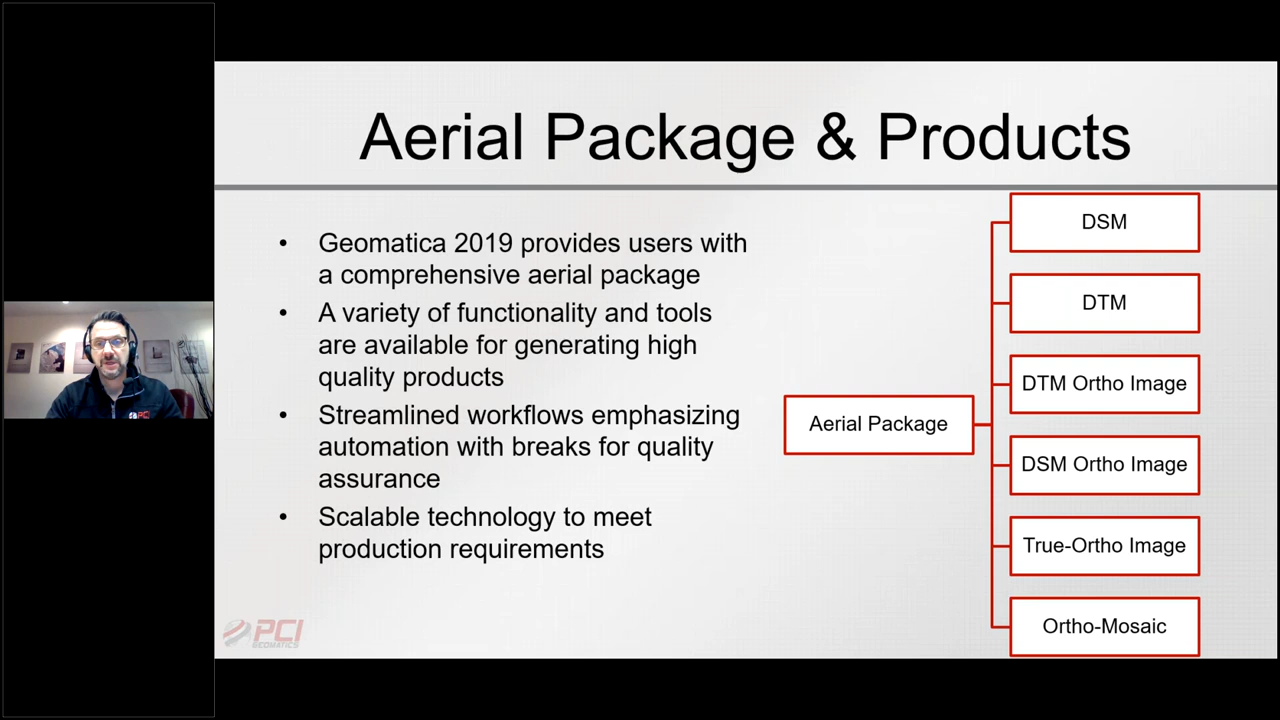 Aerial Package & Products
• Geomatica 2019 provides users with
a comprehensive aerial package
• A variety of functionality and tools
are available for generating high
quality products
• Streamlined workflows emphasizing
automation with breaks for quality
assurance
• Scalable technology to meet
production requirements
Aerial Package
DSM
DTM
DTM Ortho Image
DSM Ortho Image
True-Ortho Image
Ortho-Mosaic
PCI
GEOMATICS
PCI